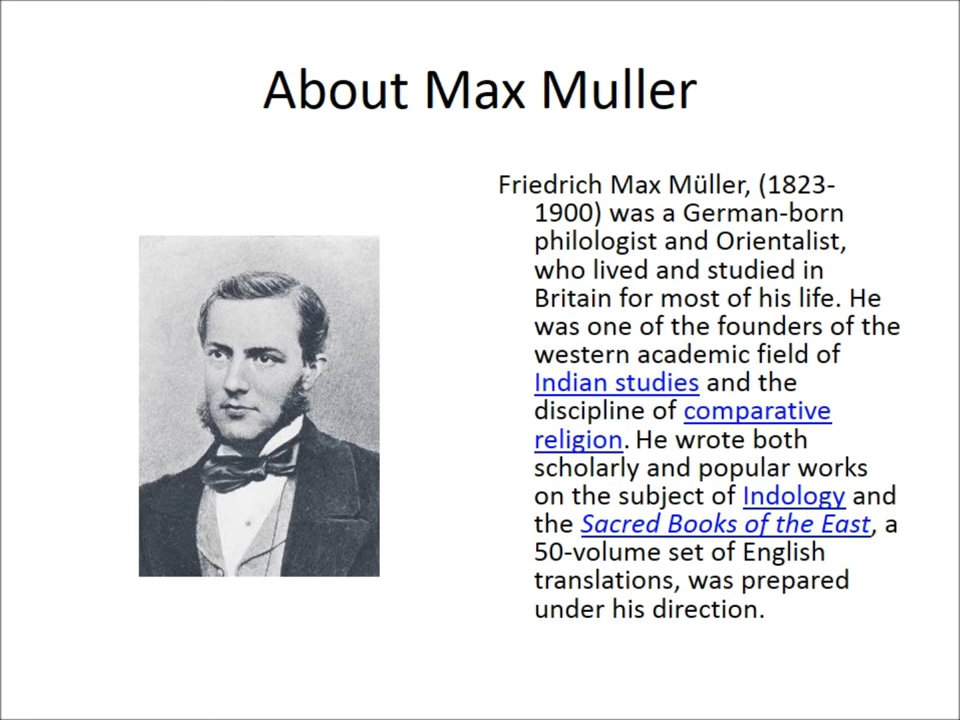 About Max Muller
Friedrich Max Müller, (1823-
1900) was a German-born
philologist and Orientalist,
who lived and studied in
Britain for most of his life. He
was one of the founders of the
western academic field of
Indian studies and the
discipline of comparative
religion. He wrote both
scholarly and popular works
on the subject of Indology and
the Sacred Books of the East, a
50-volume set of English
translations, was prepared
under his direction.